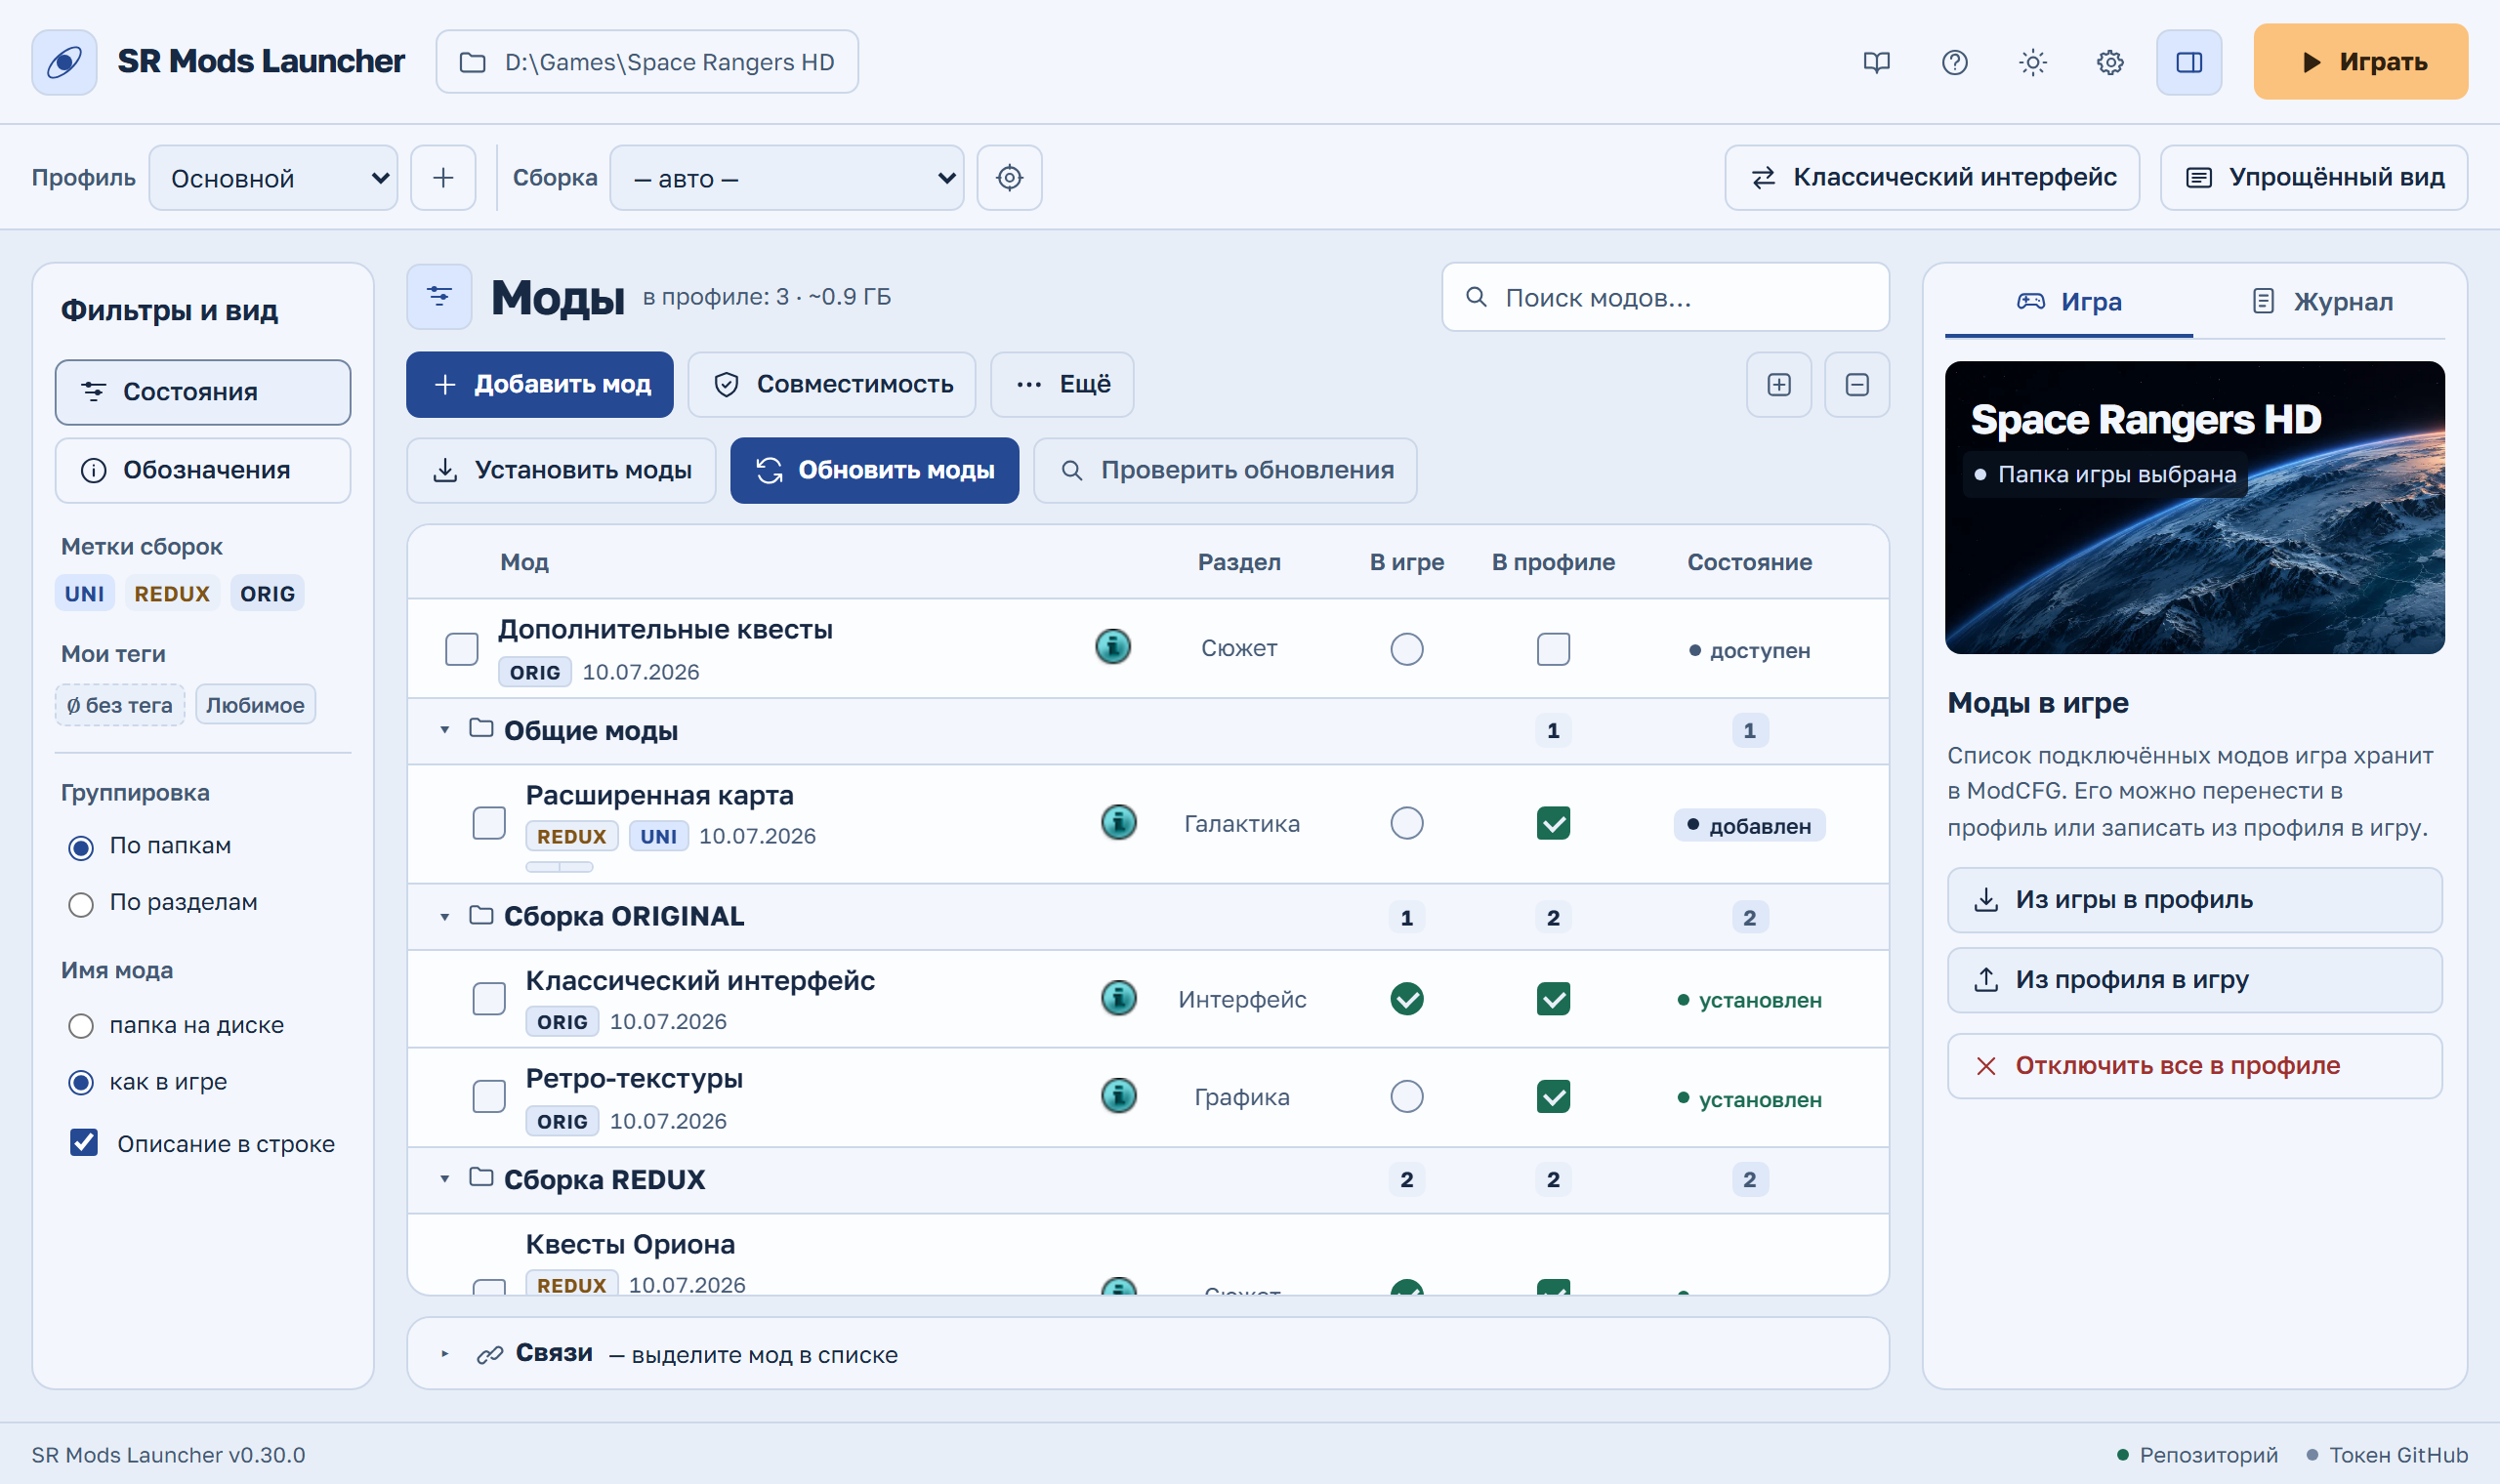 SR Mods Launcher
D:\Games\Space Rangers HD
Играть
Профиль
Основной
Сборка
— авто —
Классический интерфейс
Упрощённый вид
Фильтры и вид
Состояния
Обозначения
Метки сборок
UNI REDUX ORIG
Мои теги
Ø без тега Любимое
Группировка
По папкам
По разделам
Имя мода
папка на диске
как в игре
Описание в строке
Моды в профиле: 3 · ~0.9 ГБ
Поиск модов...
Добавить мод
Совместимость
Ещё
Установить моды
Обновить моды
Проверить обновления
Мод Раздел В игре В профиле Состояние
Дополнительные квесты
ORIG 10.07.2026
Сюжет
доступен
Общие моды 1 1
Расширенная карта
REDUX UNI 10.07.2026
Галактика
добавлен
Сборка ORIGINAL 1 2 2
Классический интерфейс
ORIG 10.07.2026
Интерфейс
установлен
Ретро-текстуры
ORIG 10.07.2026
Графика
установлен
Сборка REDUX 2 2 2
Квесты Ориона
REDUX 10.07.2026
Сюжет
Связи — выделите мод в списке
Игра
Журнал
Space Rangers HD
Папка игры выбрана
Моды в игре
Список подключённых модов игра хранит
в ModCFG. Его можно перенести в
профиль или записать из профиля в игру.
Из игры в профиль
Из профиля в игру
Отключить все в профиле
SR Mods Launcher v0.30.0
Репозиторий
Токен GitHub